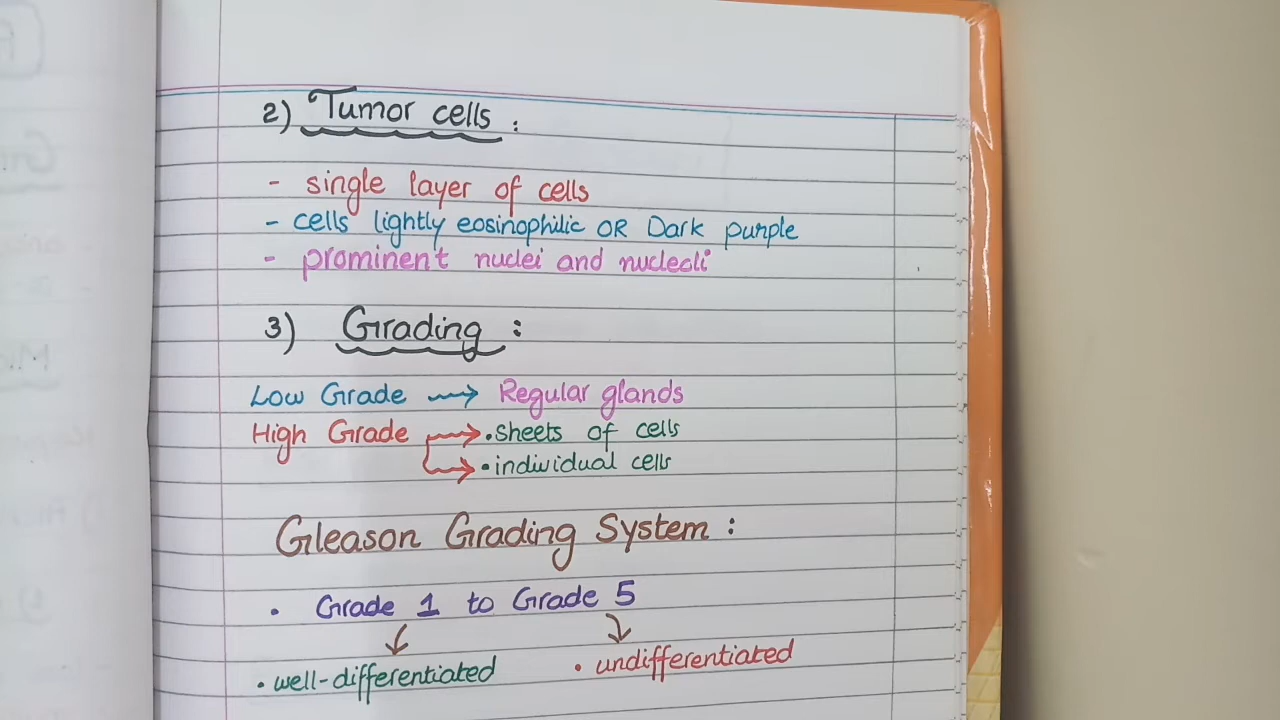 2) Tumor cells :
- single layer of cells
- cells lightly eosinophilic OR Dark purple
- prominent nuclei and nucleoli
3) Grading :
Low Grade → Regular glands
High Grade → • sheets of cells
→ • individual cells
Gleason Grading System :
• Grade 1 to Grade 5
• well-differentiated • undifferentiated